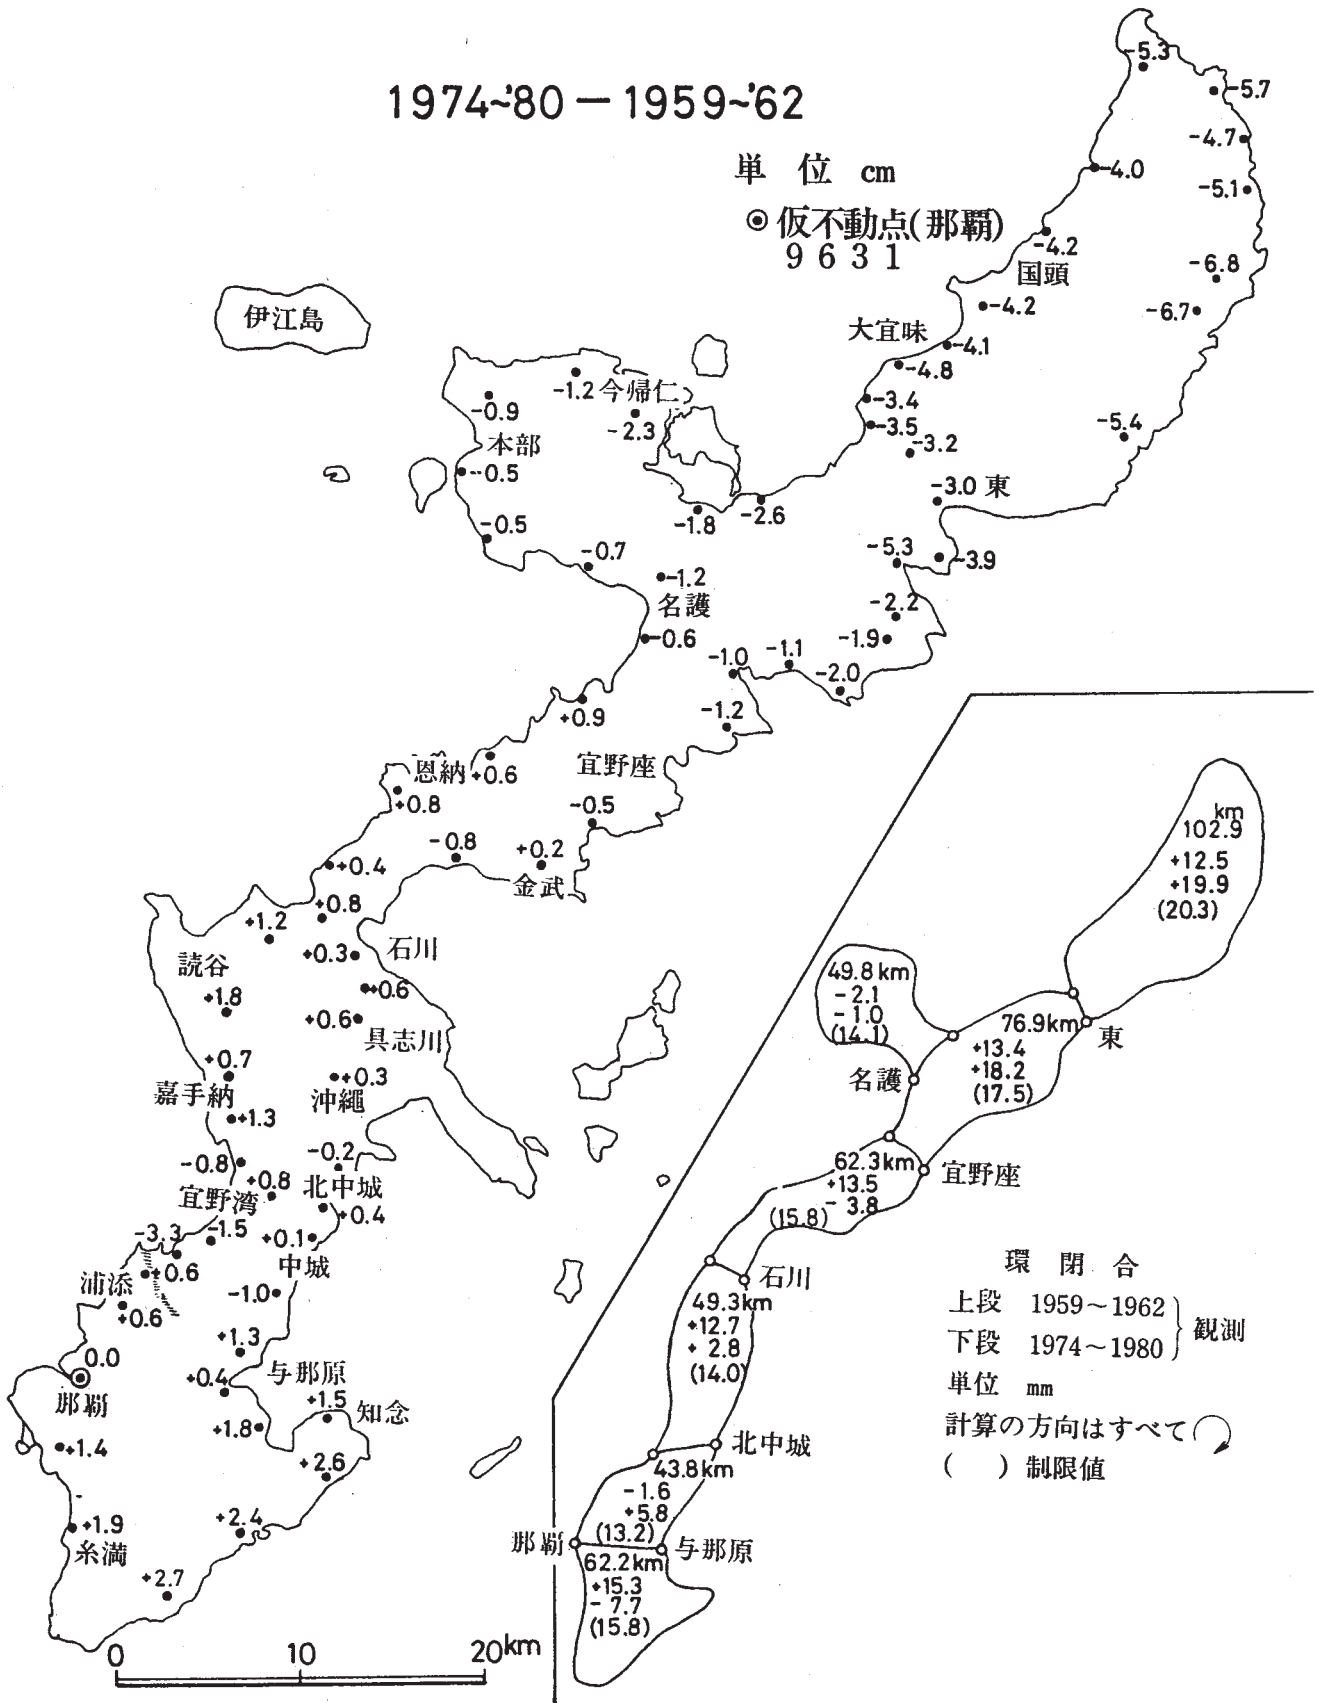 1974~'80 — 1959~'62
単 位 cm
◉ 仮不動点(那覇)
9631
-5.3
-5.7
-4.7
-4.0
-5.1
-4.2
国頭
-6.8
-4.2
-6.7
伊江島
大宜味
-4.1
-4.8
-1.2
今帰仁
-0.9
-3.4
-2.3
-3.5
-5.4
本部
-3.2
-0.5
-3.0 東
-2.6
-1.8
-0.5
-0.7
-5.3
-3.9
-1.2
名護
-2.2
-0.6
-1.9
-1.0
-1.1
-2.0
+0.9
-1.2
恩納
+0.6
宜野座
+0.8
-0.5
-0.8
+0.2
+0.4
金武
+0.8
+1.2
+0.3
石川
読谷
+1.8
+0.6
+0.6
具志川
+0.7
嘉手納
+0.3
沖縄
+1.3
-0.8
-0.2
+0.8
北中城
宜野湾
+0.4
-3.3
-1.5
+0.1
中城
+0.6
浦添
-1.0
+0.6
+1.3
0.0
与那原
+0.4
那覇
+1.5
知念
+1.8
+1.4
+2.6
+1.9
+2.4
糸満
+2.7
0
10
20km
km
102.9
+12.5
+19.9
(20.3)
49.8km
-2.1
-1.0
(14.1)
76.9km
東
+13.4
+18.2
(17.5)
名護
62.3km
宜野座
+13.5
-3.8
(15.8)
石川
49.3km
+12.7
+2.8
(14.0)
北中城
43.8km
-1.6
+5.8
(13.2)
那覇
与那原
62.2km
+15.3
-7.7
(15.8)
環 閉 合
上段 1959～1962
下段 1974～1980
観測
単位 mm
計算の方向はすべて
( ) 制限値